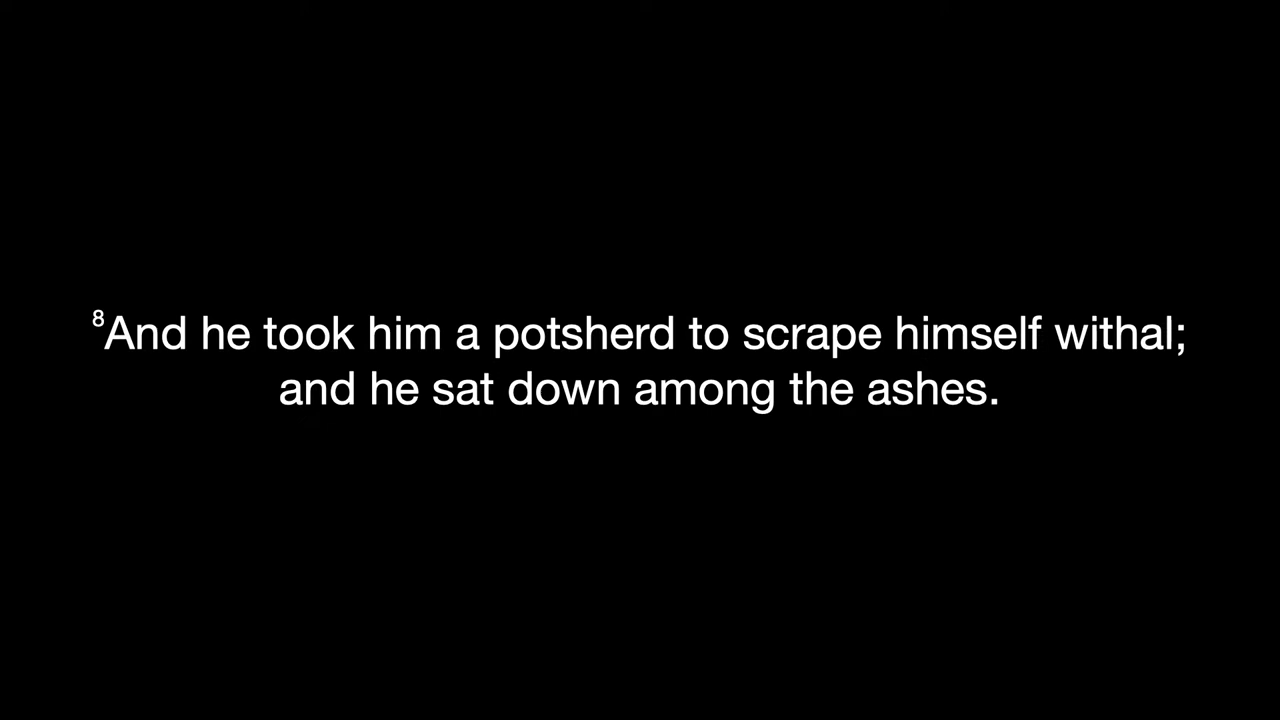 ⁸And he took him a potsherd to scrape himself withal;
and he sat down among the ashes.